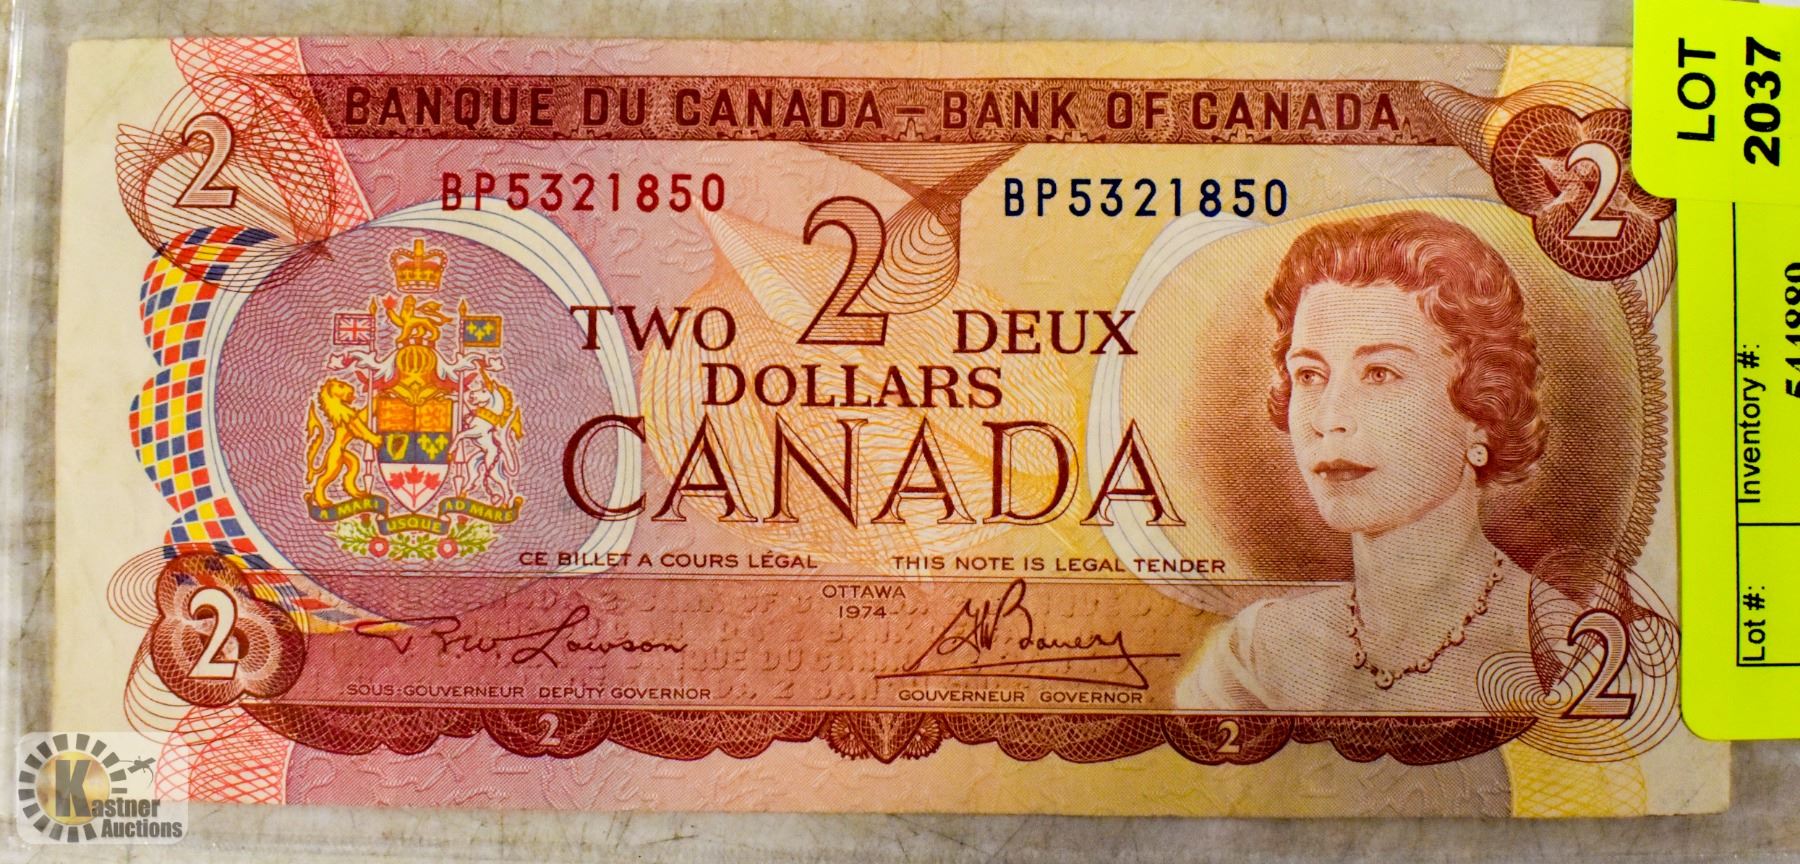 BANQUE DU CANADA – BANK OF CANADA
2
2
BP5321850
BP5321850
2
TWO
DEUX
DOLLARS
CANADA
A MARI USQUE AD MARE
CE BILLET A COURS LÉGAL
THIS NOTE IS LEGAL TENDER
OTTAWA
1974
2
2
SOUS-GOUVERNEUR DEPUTY GOVERNOR
GOUVERNEUR GOVERNOR
2
2
LOT
2037
Lot #:
Inventory #:
Kastner
Auctions